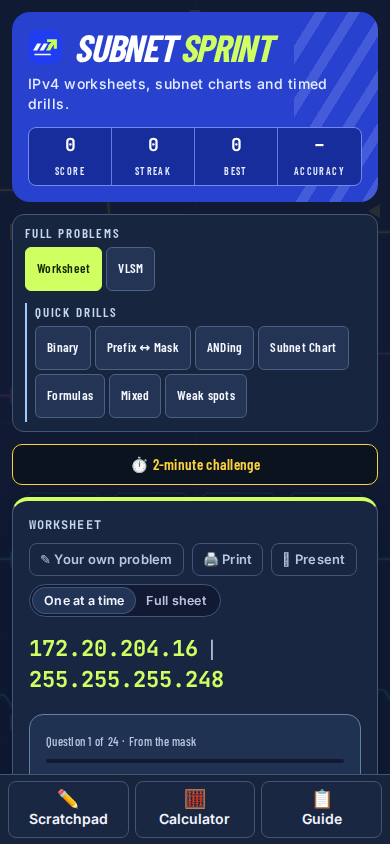 SUBNET SPRINT
IPv4 worksheets, subnet charts and timed
drills.
0 0 0 –
SCORE STREAK BEST ACCURACY
FULL PROBLEMS
Worksheet VLSM
QUICK DRILLS
Binary Prefix ↔ Mask ANDing Subnet Chart
Formulas Mixed Weak spots
⏱️ 2-minute challenge
WORKSHEET
✎ Your own problem 🖨️ Print Present
One at a time Full sheet
172.20.204.16 |
255.255.255.248
Question 1 of 24 · From the mask
Scratchpad Calculator Guide